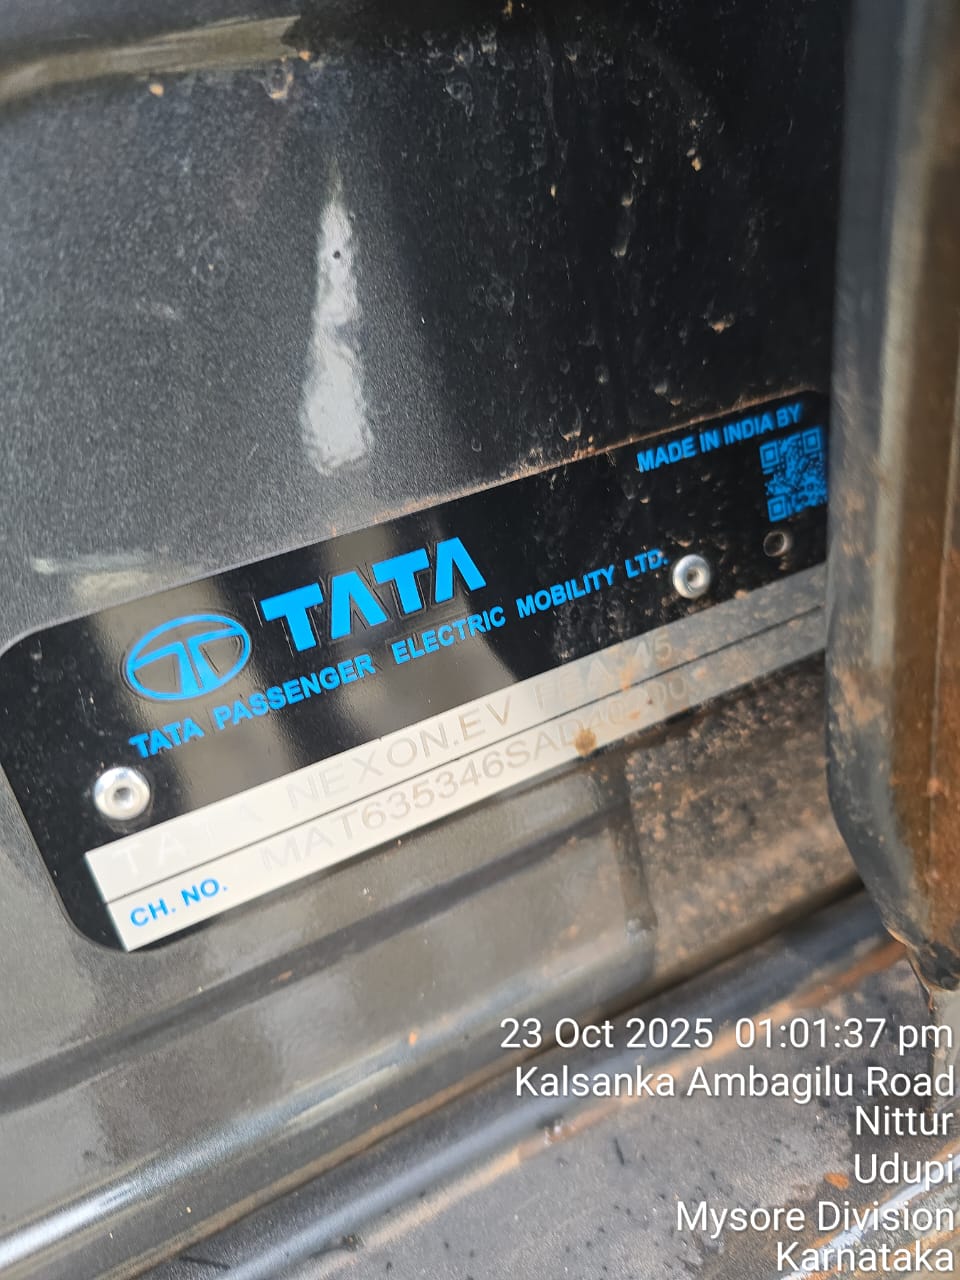 MADE IN INDIA BY
TATA
TATA PASSENGER ELECTRIC MOBILITY LTD.
TATA NEXON.EV 45
CH. NO. MAT635346SAD
23 Oct 2025 01:01:37 pm
Kalsanka Ambagilu Road
Nittur
Udupi
Mysore Division
Karnataka